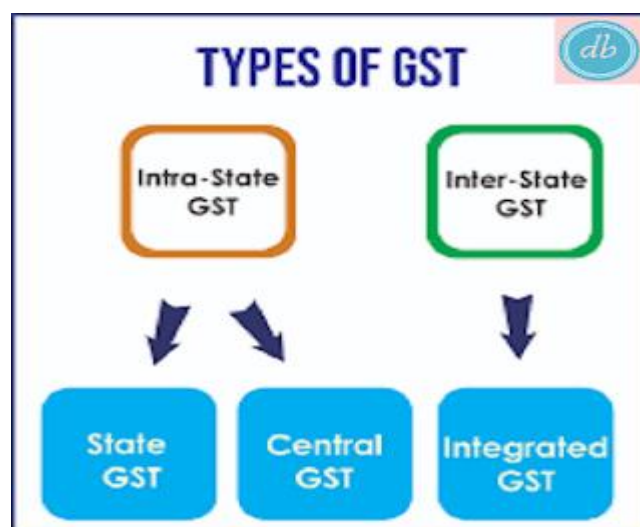 TYPES OF GST
db
Intra-State
GST
Inter-State
GST
State
GST
Central
GST
Integrated
GST